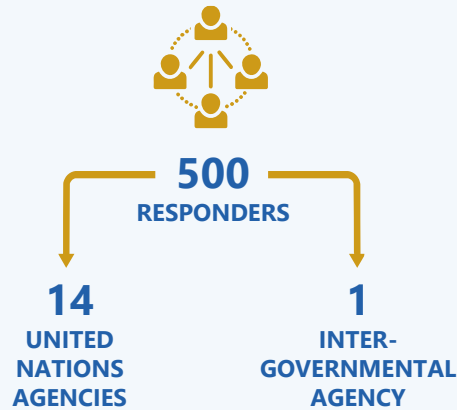 500
RESPONDERS
14
UNITED
NATIONS
AGENCIES
1
INTER-
GOVERNMENTAL
AGENCY